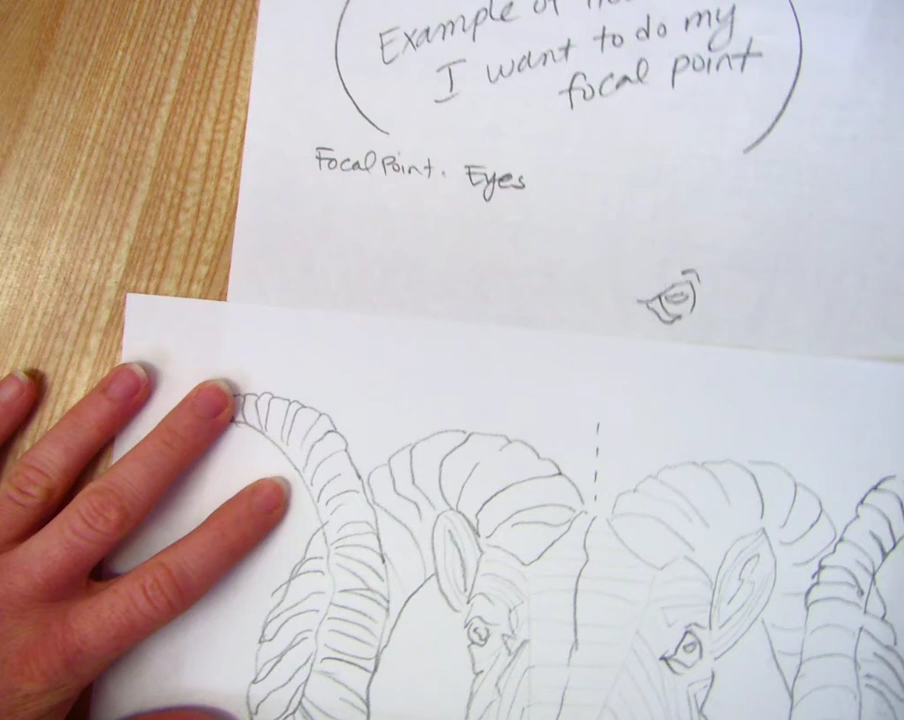 Example of
I want to do my
focal point
Focal Point. Eyes